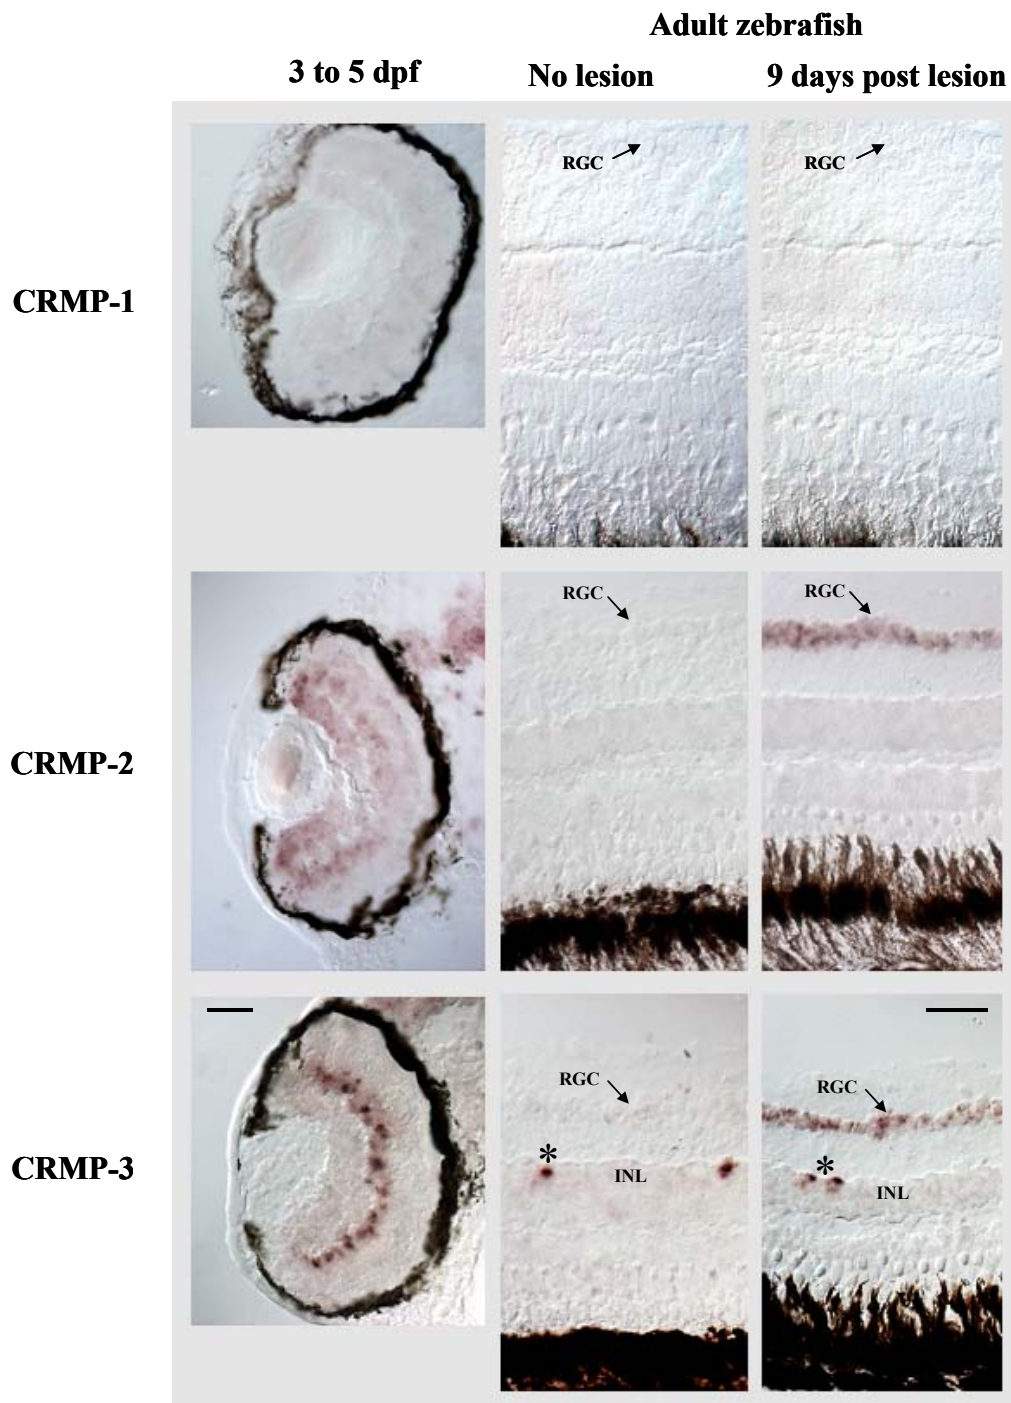 Adult zebrafish
3 to 5 dpf
No lesion
9 days post lesion
CRMP-1
RGC
RGC
CRMP-2
RGC
RGC
CRMP-3
RGC
*
INL
RGC
*
INL